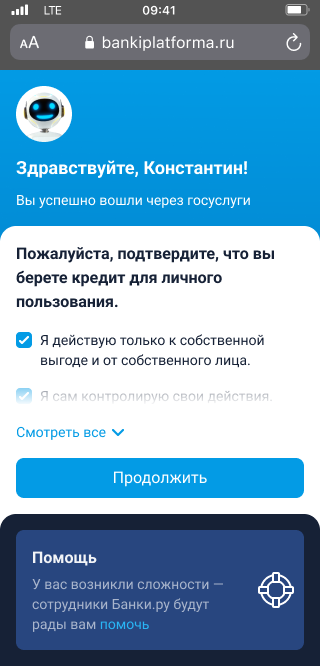 LTE
09:41
AA
bankiplatforma.ru
Здравствуйте, Константин!
Вы успешно вошли через госуслуги
Пожалуйста, подтвердите, что вы
берете кредит для личного
пользования.
Я действую только к собственной
выгоде и от собственного лица.
Я сам контролирую свои действия.
Смотреть все
Продолжить
Помощь
У вас возникли сложности —
сотрудники Банки.ру будут
рады вам помочь